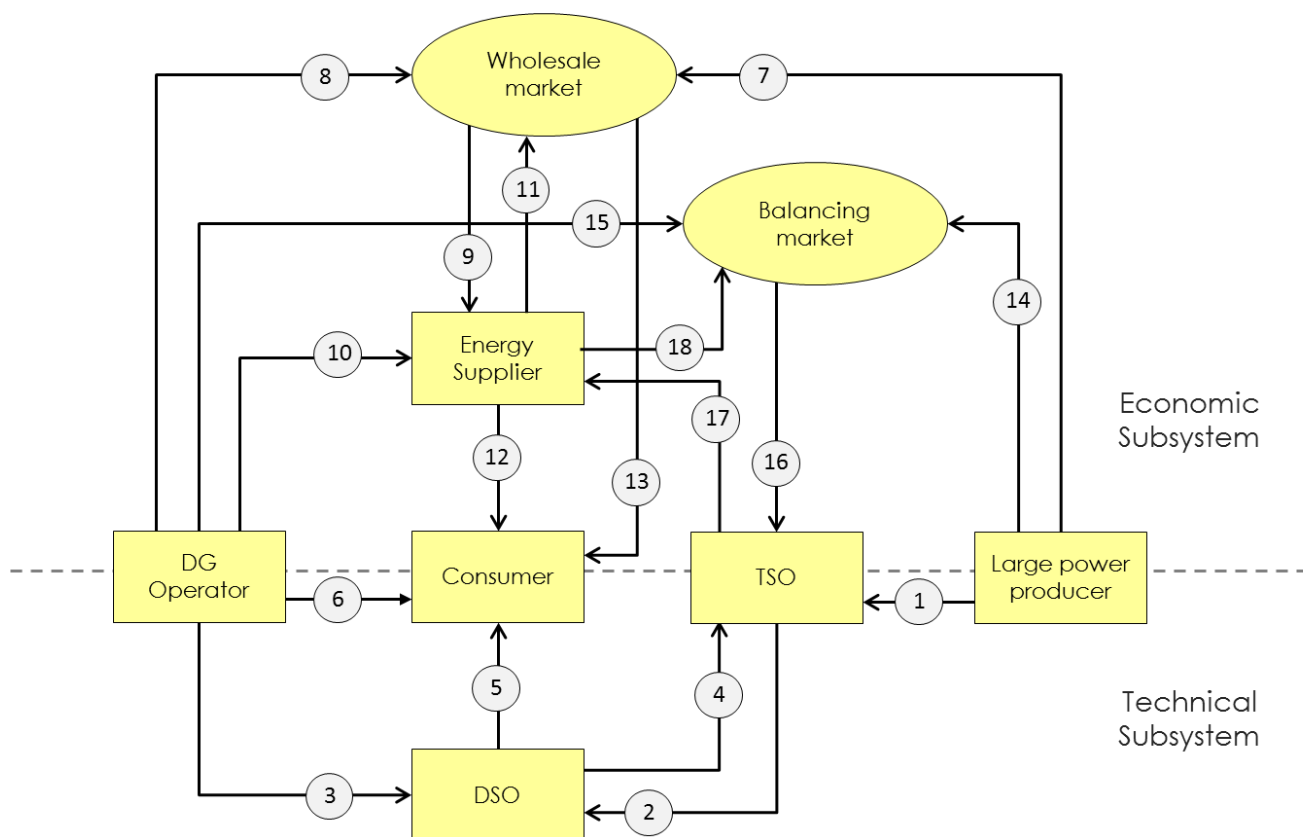 8
Wholesale
market
7
11
15
Balancing
market
9
14
10
Energy
Supplier
18
17
Economic
Subsystem
12
16
13
DG
Operator
Consumer
TSO
Large power
producer
6
1
5
4
Technical
Subsystem
3
DSO
2